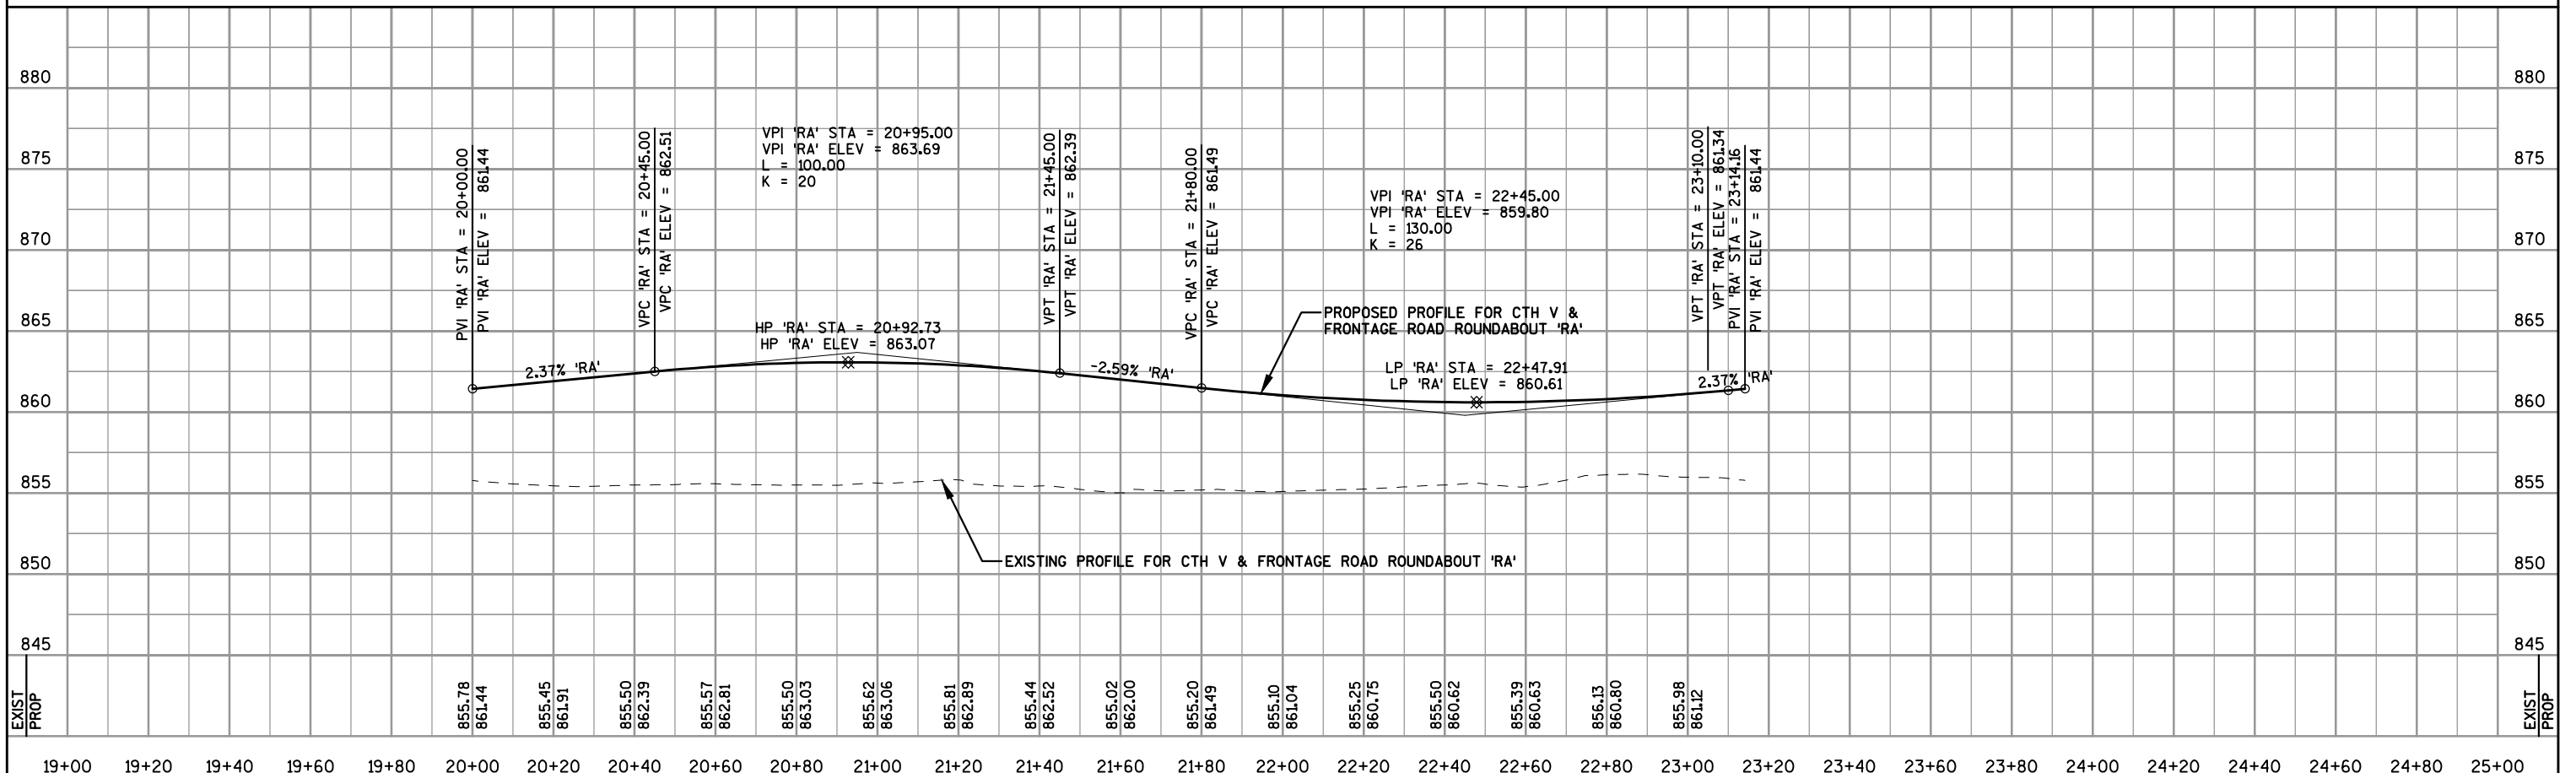 880
880
875
875
870
870
865
865
860
860
855
855
850
850
845
845
PVI 'RA' STA = 20+00.00
PVI 'RA' ELEV = 861.44
VPC 'RA' STA = 20+45.00
VPC 'RA' ELEV = 862.51
VPI 'RA' STA = 20+95.00
VPI 'RA' ELEV = 863.69
L = 100.00
K = 20
HP 'RA' STA = 20+92.73
HP 'RA' ELEV = 863.07
VPT 'RA' STA = 21+45.00
VPT 'RA' ELEV = 862.39
VPC 'RA' STA = 21+80.00
VPC 'RA' ELEV = 861.49
VPI 'RA' STA = 22+45.00
VPI 'RA' ELEV = 859.80
L = 130.00
K = 26
PROPOSED PROFILE FOR CTH V &
FRONTAGE ROAD ROUNDABOUT 'RA'
LP 'RA' STA = 22+47.91
LP 'RA' ELEV = 860.61
VPT 'RA' STA = 23+10.00
VPT 'RA' ELEV = 861.34
PVI 'RA' STA = 23+14.16
PVI 'RA' ELEV = 861.44
2.37% 'RA'
-2.59% 'RA'
2.37% 'RA'
EXISTING PROFILE FOR CTH V & FRONTAGE ROAD ROUNDABOUT 'RA'
EXIST
PROP
855.78
861.44
855.45
861.91
855.50
862.39
855.57
862.81
855.50
863.03
855.62
863.06
855.81
862.89
855.44
862.52
855.02
862.00
855.20
861.49
855.10
861.04
855.25
860.75
855.50
860.62
855.39
860.63
856.13
860.80
855.98
861.12
EXIST
PROP
19+00 19+20 19+40 19+60 19+80 20+00 20+20 20+40 20+60 20+80 21+00 21+20 21+40 21+60 21+80 22+00 22+20 22+40 22+60 22+80 23+00 23+20 23+40 23+60 23+80 24+00 24+20 24+40 24+60 24+80 25+00